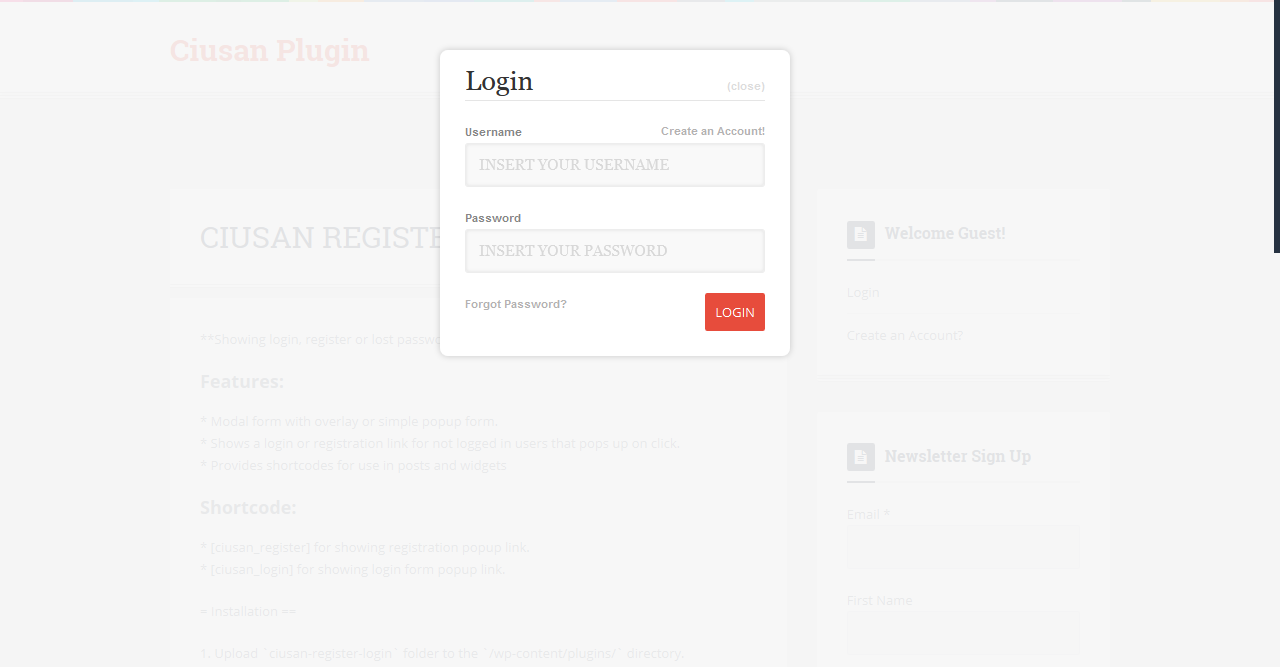 Ciusan Plugin
Login
(close)
Username
Create an Account!
INSERT YOUR USERNAME
Password
INSERT YOUR PASSWORD
Forgot Password?
LOGIN
CIUSAN REGISTE
**Showing login, register or lost passwo
Features:
* Modal form with overlay or simple popup form.
* Shows a login or registration link for not logged in users that pops up on click.
* Provides shortcodes for use in posts and widgets
Shortcode:
* [ciusan_register] for showing registration popup link.
* [ciusan_login] for showing login form popup link.
= Installation ==
1. Upload `ciusan-register-login` folder to the `/wp-content/plugins/` directory,
Welcome Guest!
Login
Create an Account?
Newsletter Sign Up
Email *
First Name